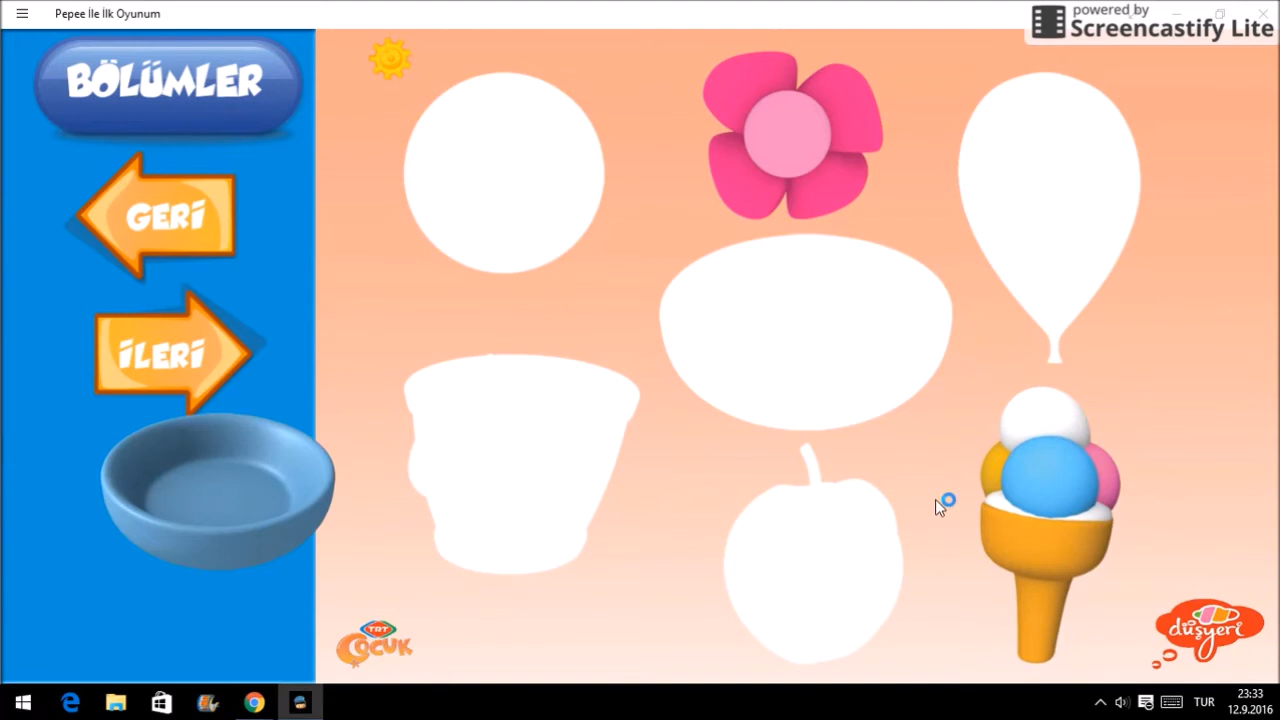 Pepee İle İlk Oyunum
powered by
Screencastify Lite
BÖLÜMLER
GERİ
İLERİ
TRT
ÇOCUK
düşyeri
TUR
23:33
12.9.2016